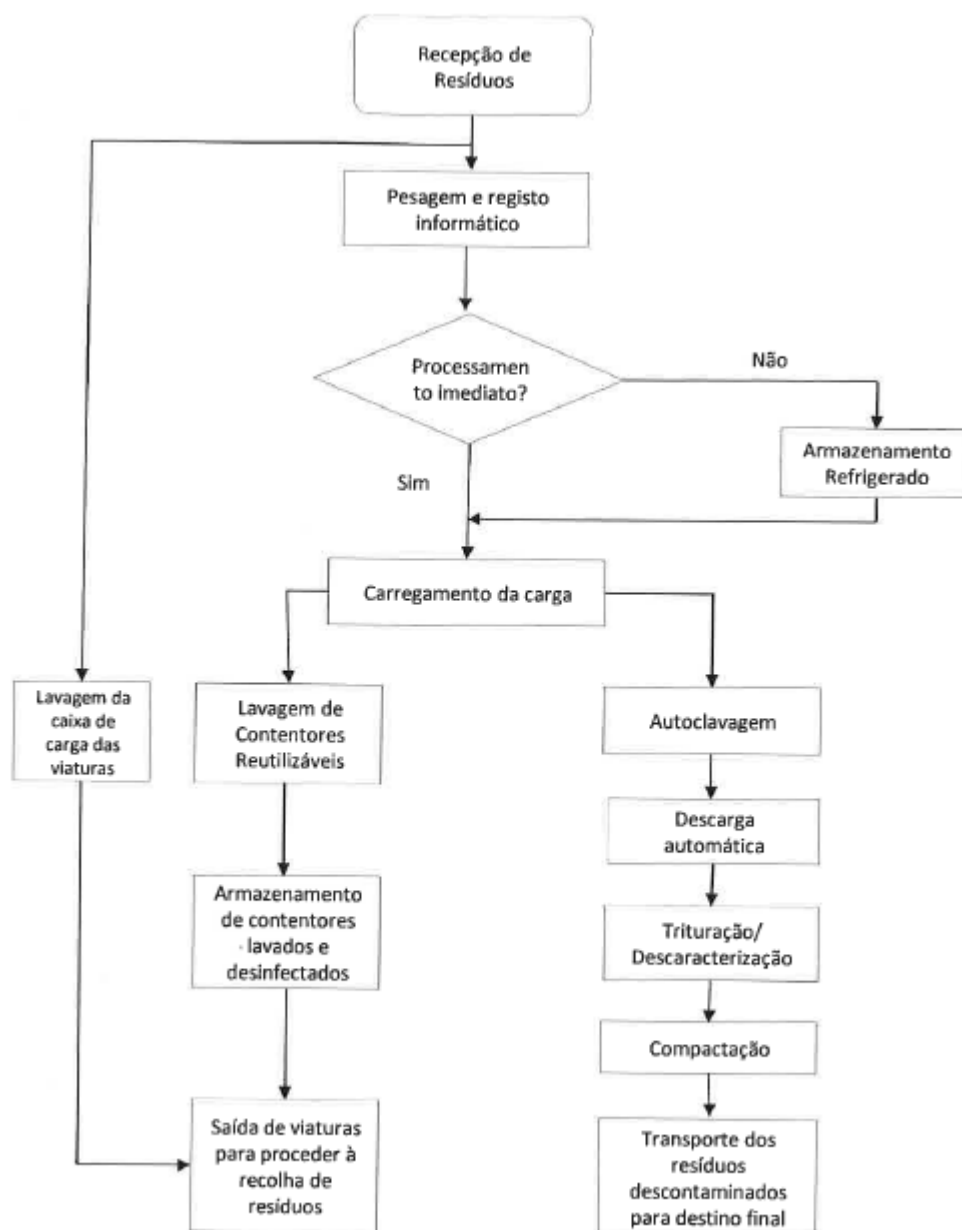 Recepção de
Resíduos
Pesagem e registo
informático
Processamen
to imediato?
Não
Armazenamento
Refrigerado
Sim
Carregamento da carga
Lavagem da
caixa de
carga das
viaturas
Lavagem de
Contentores
Reutilizáveis
Autoclavagem
Descarga
automática
Armazenamento
de contentores
lavados e
desinfectados
Trituração/
Descaracterização
Compactação
Saída de viaturas
para proceder à
recolha de
resíduos
Transporte dos
resíduos
descontaminados
para destino final